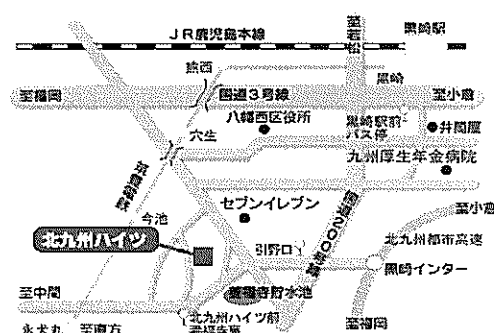 JR鹿児島本線
至若松
黒崎駅
熊西
黒崎
至福岡
国道3号線
至小倉
八幡西区役所
黒崎駅前
バス停
井筒屋
穴生
九州厚生年金病院
筑豊電鉄
セブンイレブン
国道200号線
至小倉
今池
北九州ハイツ
引野口
北九州都市高速
黒崎インター
至中間
養福寺貯水池
北九州ハイツ前
養福寺裏
永犬丸
至直方
至福岡